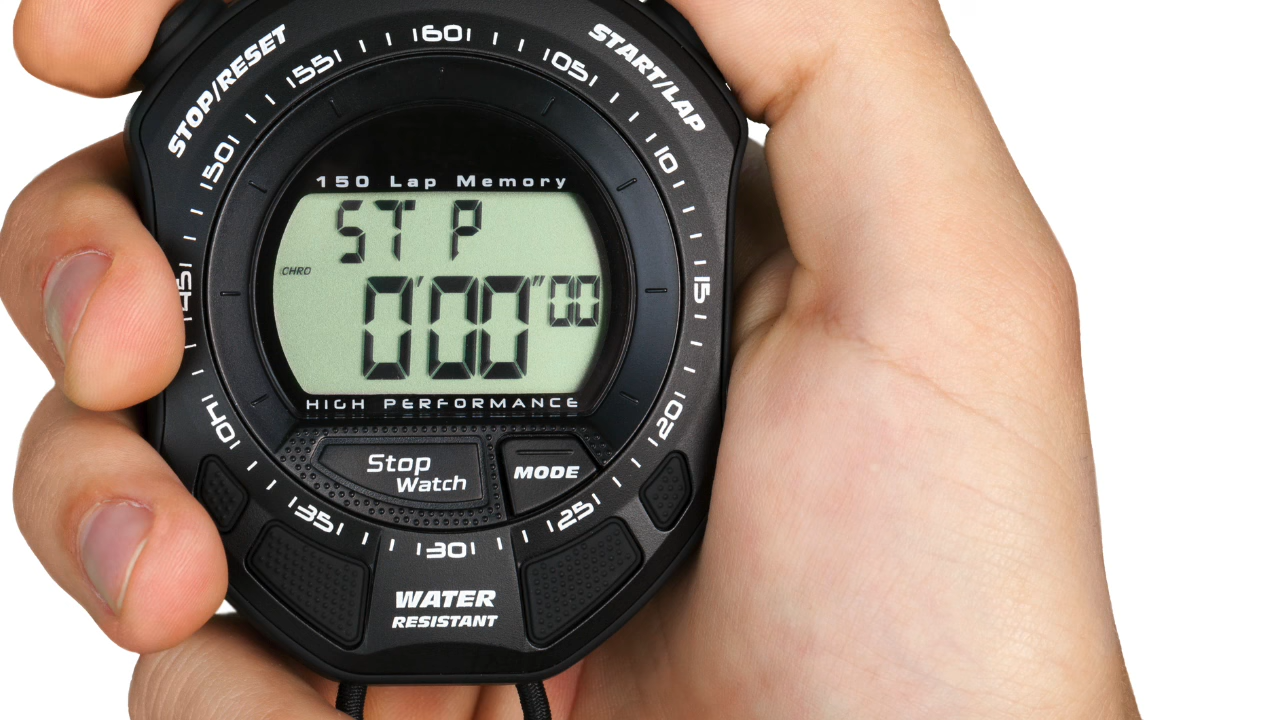 STOP/RESET
START/LAP
60
05
10
15
20
25
30
35
40
45
50
55
150 Lap Memory
ST P
CHRO
0'00"00
HIGH PERFORMANCE
Stop
Watch
MODE
WATER
RESISTANT